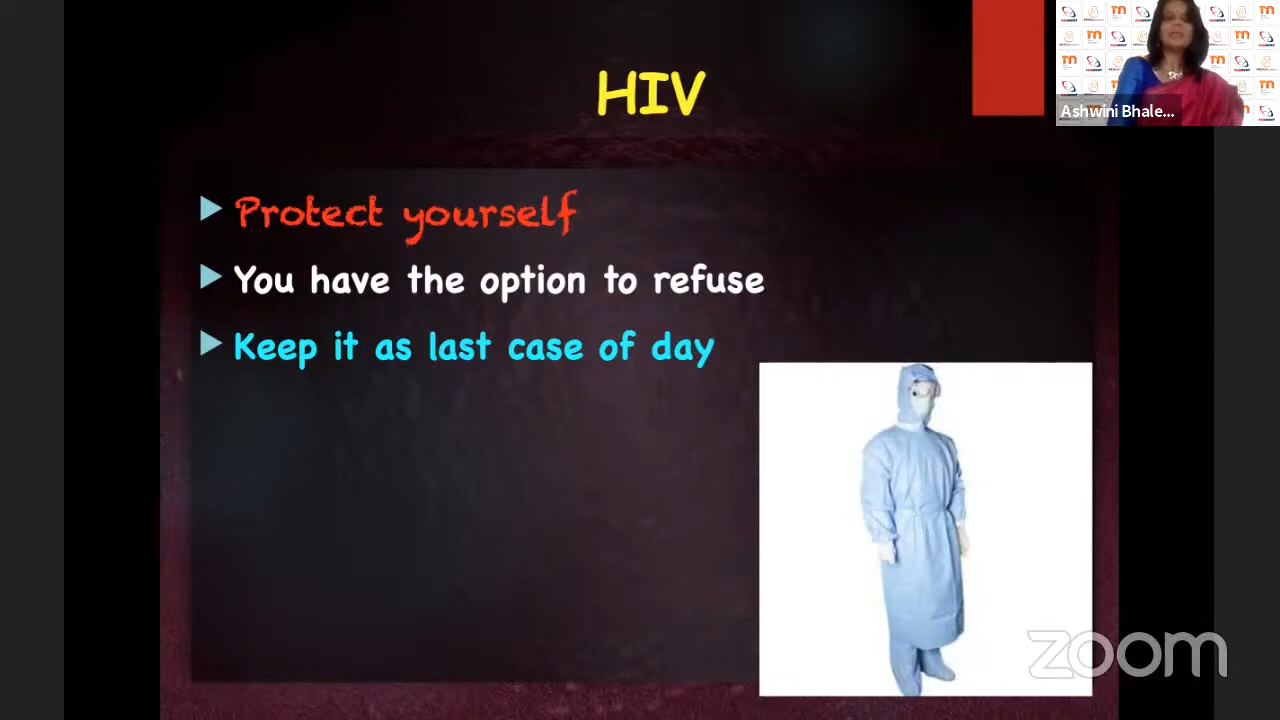 HIV
Ashwini Bhale...
Protect yourself
You have the option to refuse
Keep it as last case of day
zoom